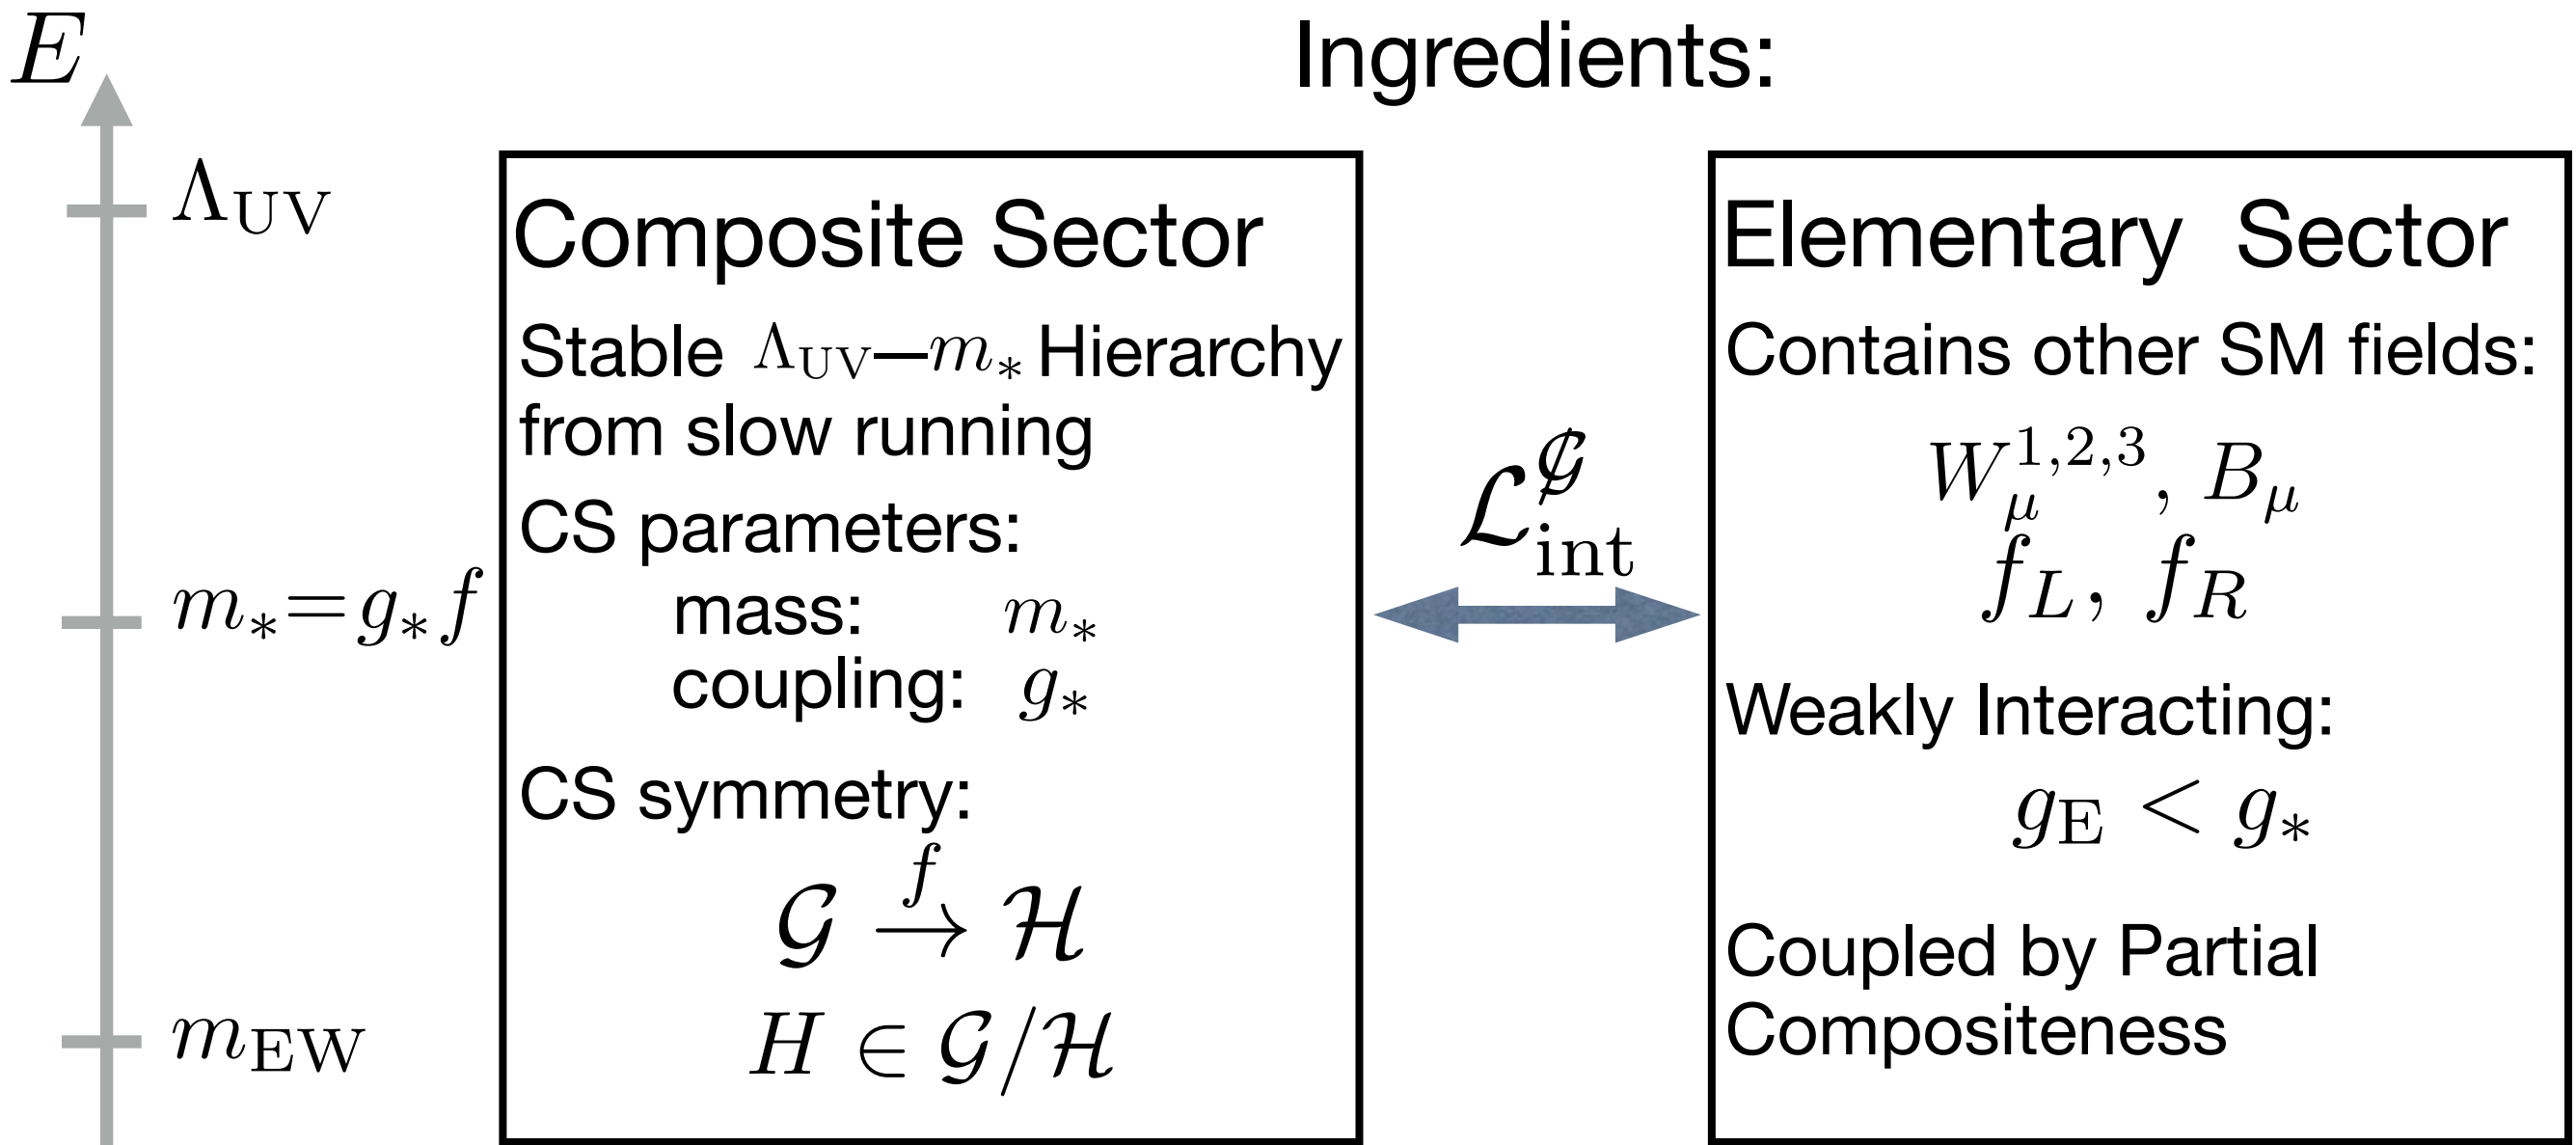 E
Ingredients:
Λ_UV
m_* = g_* f
m_EW
Composite Sector
Stable Λ_UV—m_* Hierarchy
from slow running
CS parameters:
mass: m_*
coupling: g_*
CS symmetry:
𝒢 →^f ℋ
H ∈ 𝒢/ℋ
ℒ_int^𝒢̸
Elementary Sector
Contains other SM fields:
W_μ^{1,2,3}, B_μ
f_L, f_R
Weakly Interacting:
g_E < g_*
Coupled by Partial
Compositeness